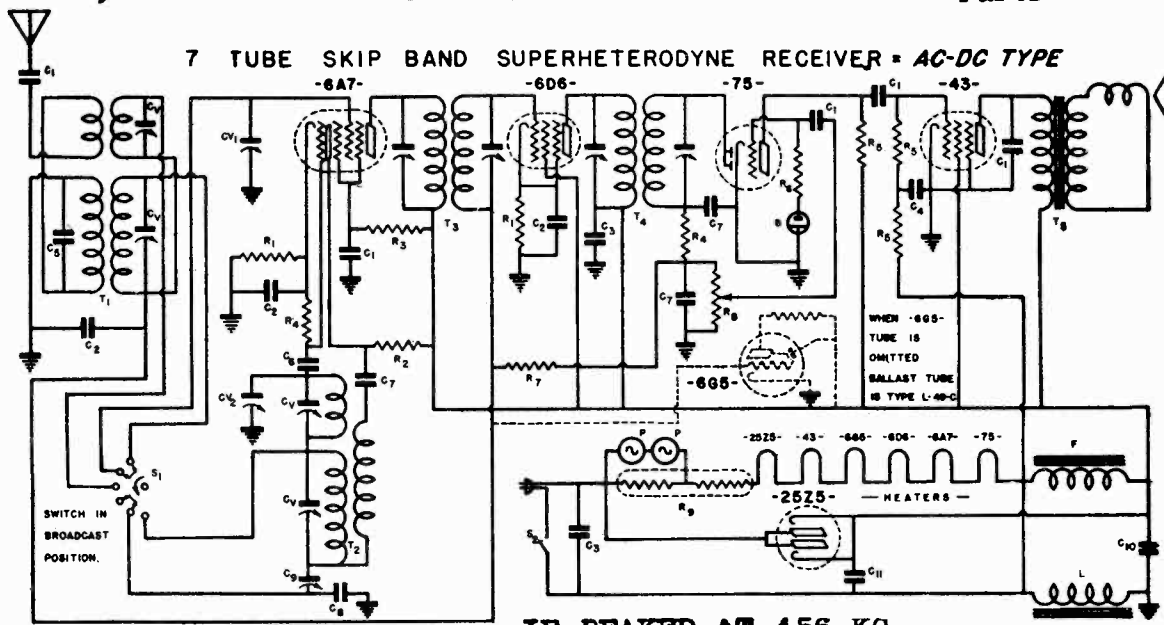 7 TUBE SKIP BAND SUPERHETERODYNE RECEIVER = AC-DC TYPE
-6A7-
-6D6-
-75-
-43-
C1
CV
CV1
C1
C1
C1
R5
R5
T3
R1
C2
C3
T4
C7
R4
R6
B
C4
R5
T5
C5
CV
T1
R1
C1
R3
C2
R4
C7
R8
C2
C6
R2
C7
R7
-6G5-
WHEN -6G5-
TUBE IS
OMITTED
BALLAST TUBE
IS TYPE L-49-C
CV2
CV
S1
SWITCH IN
BROADCAST
POSITION.
CV
T2
C9
C8
P P
-25Z5- -43- -6G5- -6D6- -6A7- -75-
F
R9
-25Z5-
— HEATERS —
S2
C3
C11
C10
L